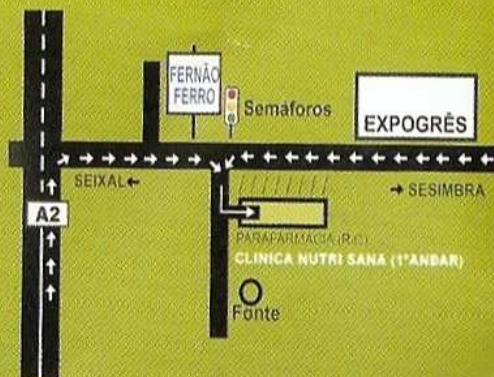 FERNÃO
FERRO
Semáforos
EXPOGRÊS
SEIXAL←
→ SESIMBRA
A2
PARAFARMÁCIA (R/C)
CLINICA NUTRI SANA (1°ANDAR)
Fonte